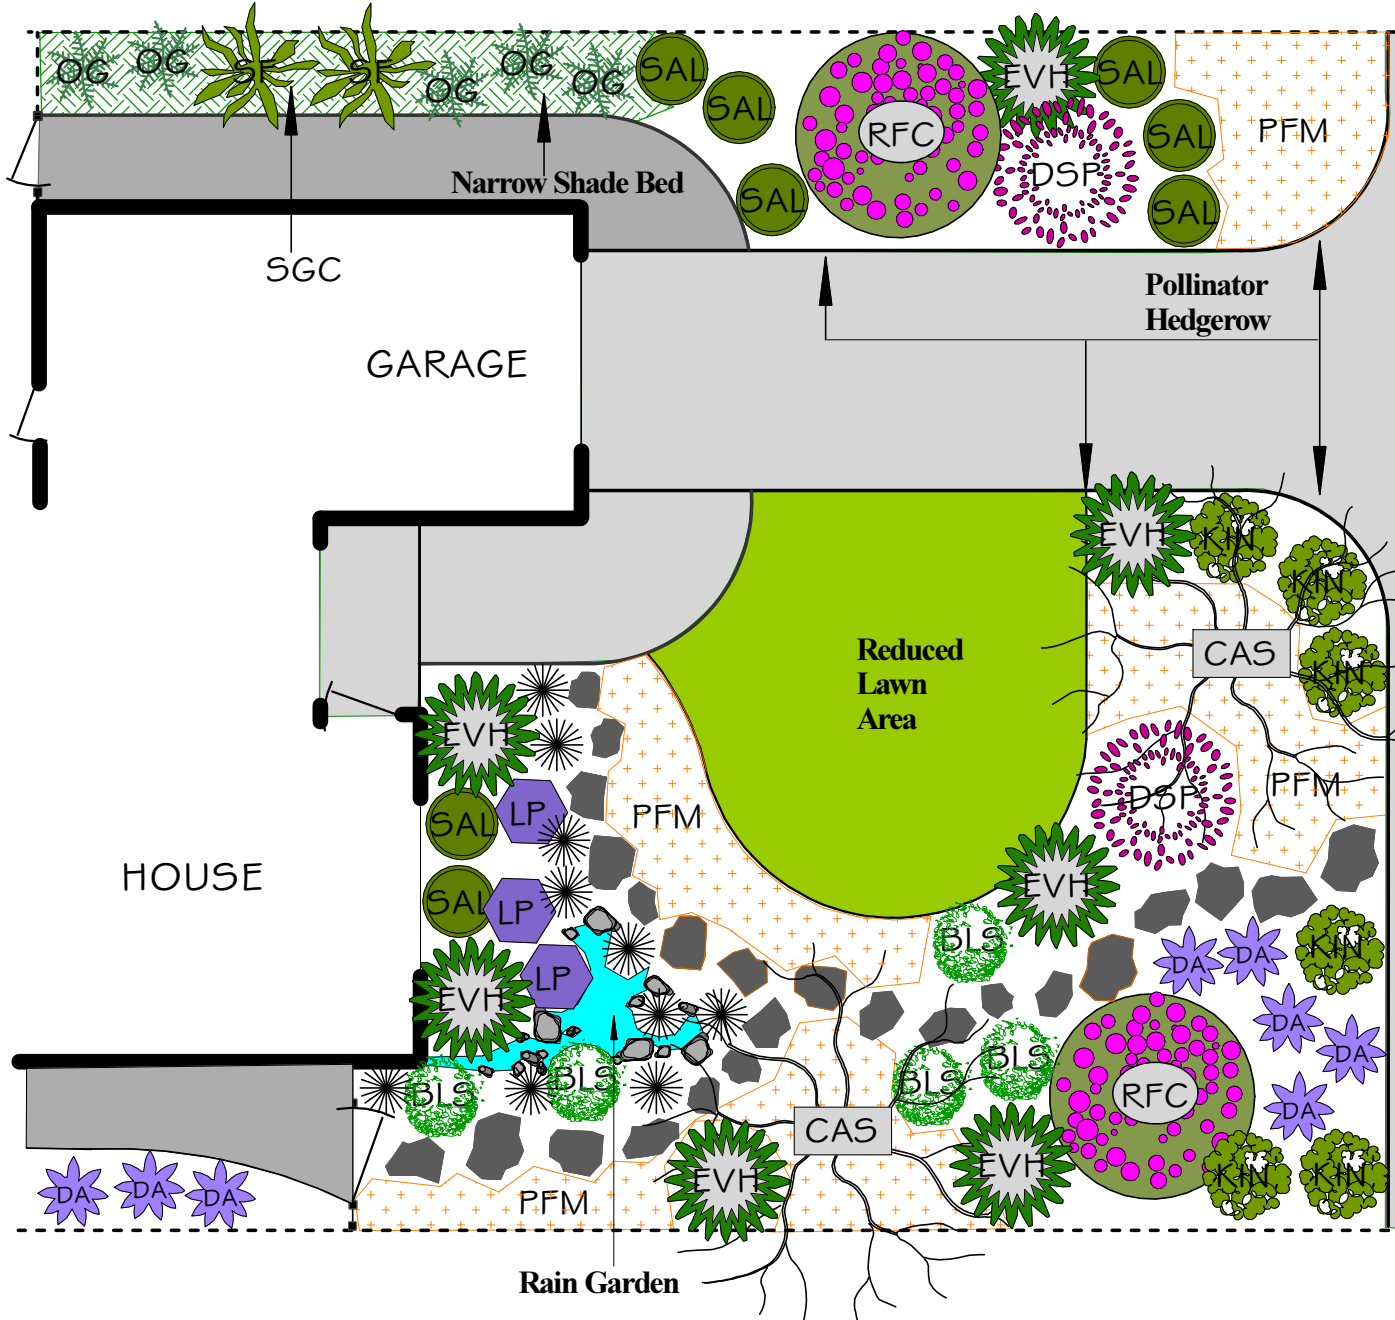 OG
OG
SF
SF
OG
OG
OG
SAL
SAL
SAL
RFC
EVH
SAL
DSP
SAL
SAL
PFM
Narrow Shade Bed
SGC
Pollinator
Hedgerow
GARAGE
EVH
KIN
KIN
CAS
KIN
Reduced
Lawn
Area
EVH
LP
SAL
PFM
DSP
PFM
HOUSE
EVH
SAL
LP
BLS
KIN
DA
DA
LP
EVH
DA
DA
BLS
BLS
BLS
BLS
RFC
DA
CAS
EVH
EVH
KIN
KIN
DA
DA
DA
PFM
Rain Garden